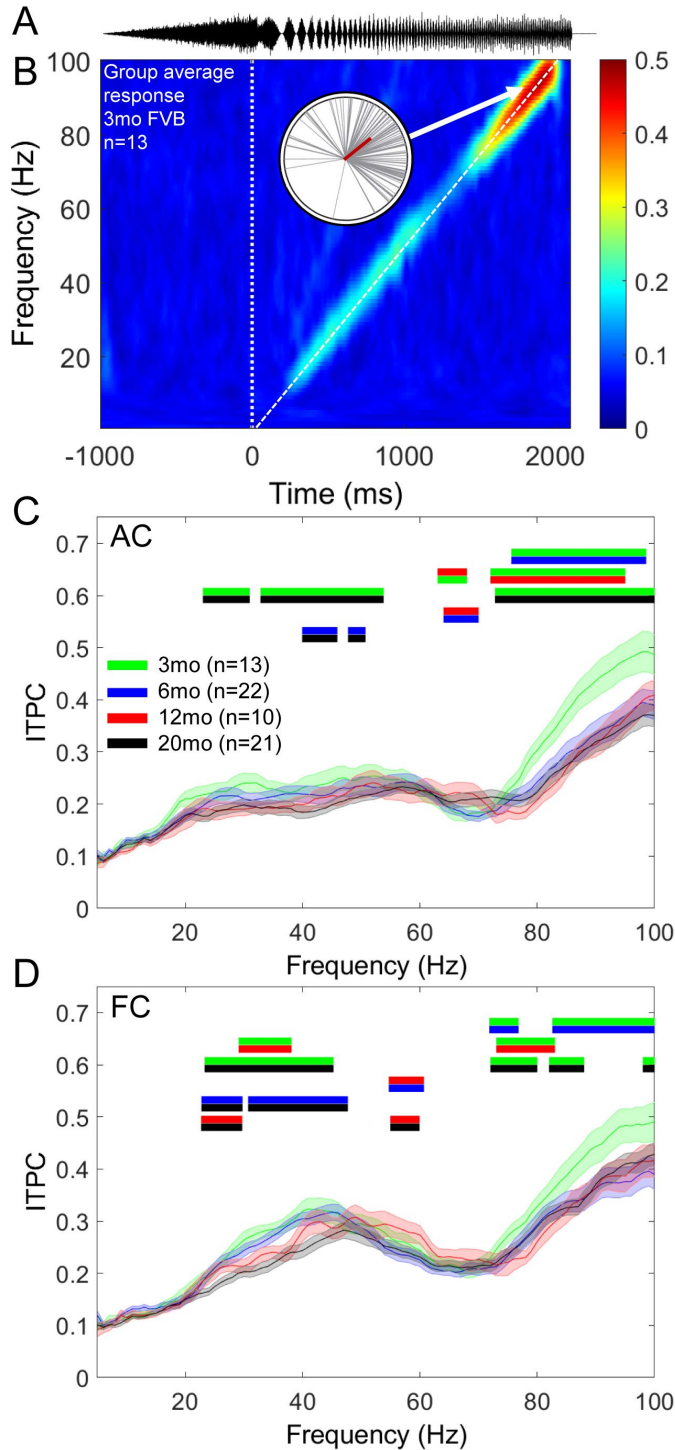 A
B
Group average
response
3mo FVB
n=13
100
80
60
40
20
Frequency (Hz)
0.5
0.4
0.3
0.2
0.1
0
-1000
0
1000
2000
Time (ms)
C
AC
0.7
0.6
0.5
0.4
0.3
0.2
0.1
0
ITPC
3mo (n=13)
6mo (n=22)
12mo (n=10)
20mo (n=21)
20
40
60
80
100
Frequency (Hz)
D
FC
0.7
0.6
0.5
0.4
0.3
0.2
0.1
0
ITPC
20
40
60
80
100
Frequency (Hz)